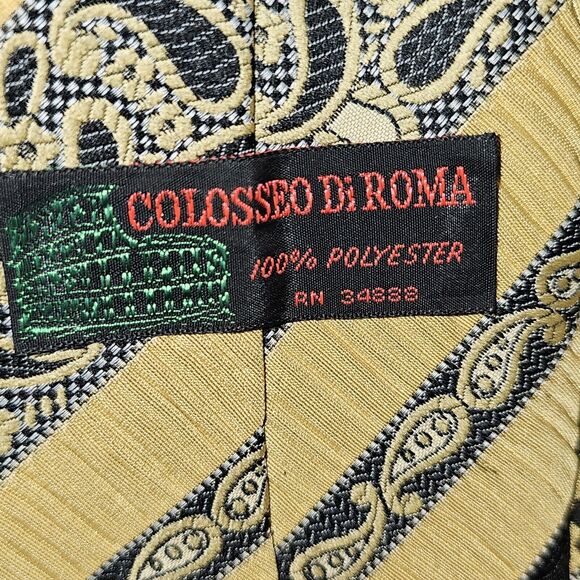 COLOSSEO Di ROMA
100% POLYESTER
RN 34888